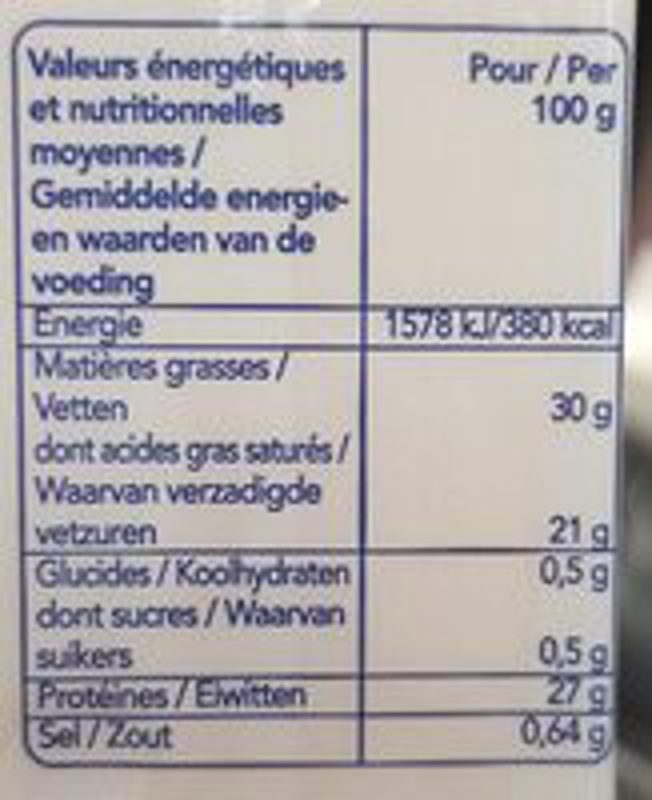 Valeurs énergétiques
et nutritionnelles
moyennes /
Gemiddelde energie-
en waarden van de
voeding
Pour / Per
100 g
Energie 1578 kJ/380 kcal
Matières grasses /
Vetten 30 g
dont acides gras saturés /
Waarvan verzadigde
vetzuren 21 g
Glucides / Koolhydraten 0,5 g
dont sucres / Waarvan
suikers 0,5 g
Protéines / Eiwitten 27 g
Sel / Zout 0,64 g